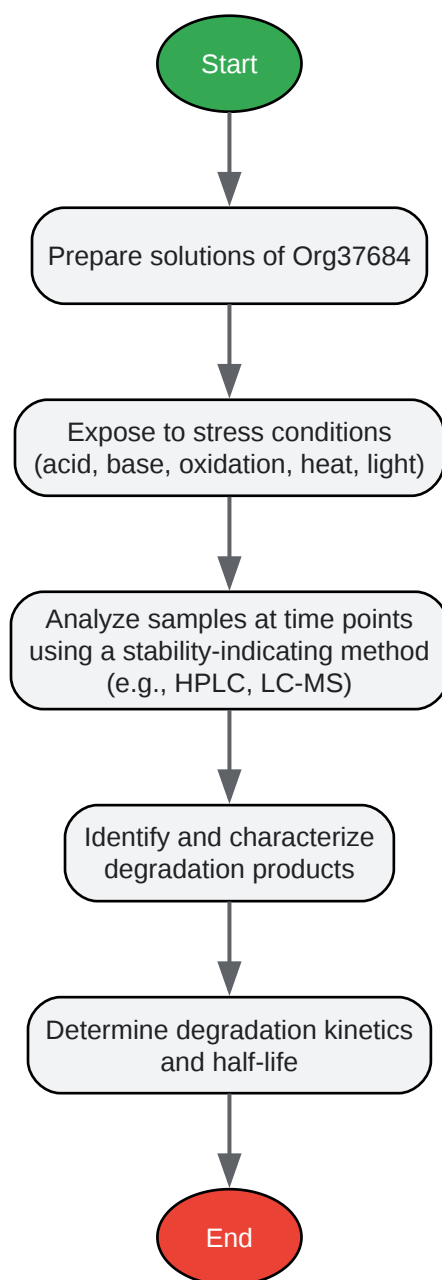 Start
Prepare solutions of Org37684
Expose to stress conditions
(acid, base, oxidation, heat, light)
Analyze samples at time points
using a stability-indicating method
(e.g., HPLC, LC-MS)
Identify and characterize
degradation products
Determine degradation kinetics
and half-life
End